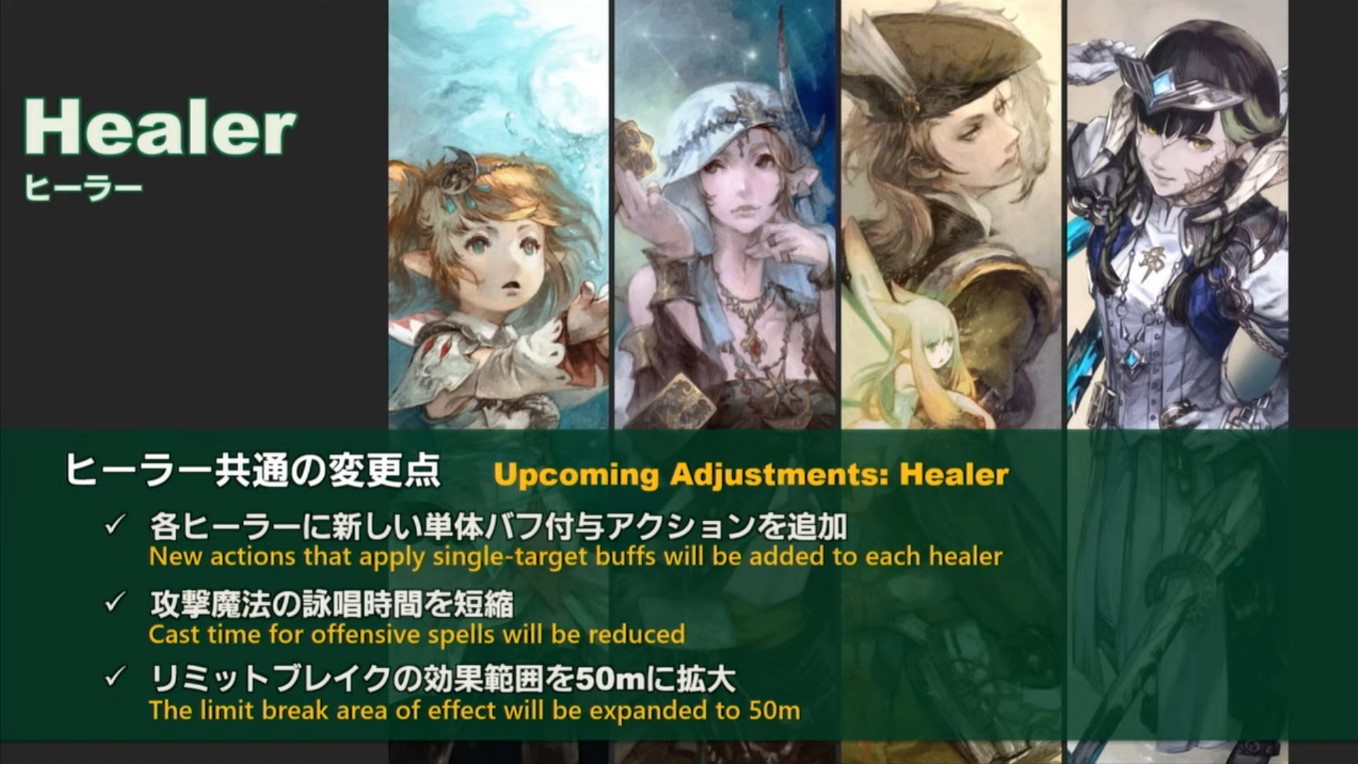 Healer
ヒーラー
ヒーラー共通の変更点 Upcoming Adjustments: Healer
✓ 各ヒーラーに新しい単体バフ付与アクションを追加
New actions that apply single-target buffs will be added to each healer
✓ 攻撃魔法の詠唱時間を短縮
Cast time for offensive spells will be reduced
✓ リミットブレイクの効果範囲を50mに拡大
The limit break area of effect will be expanded to 50m